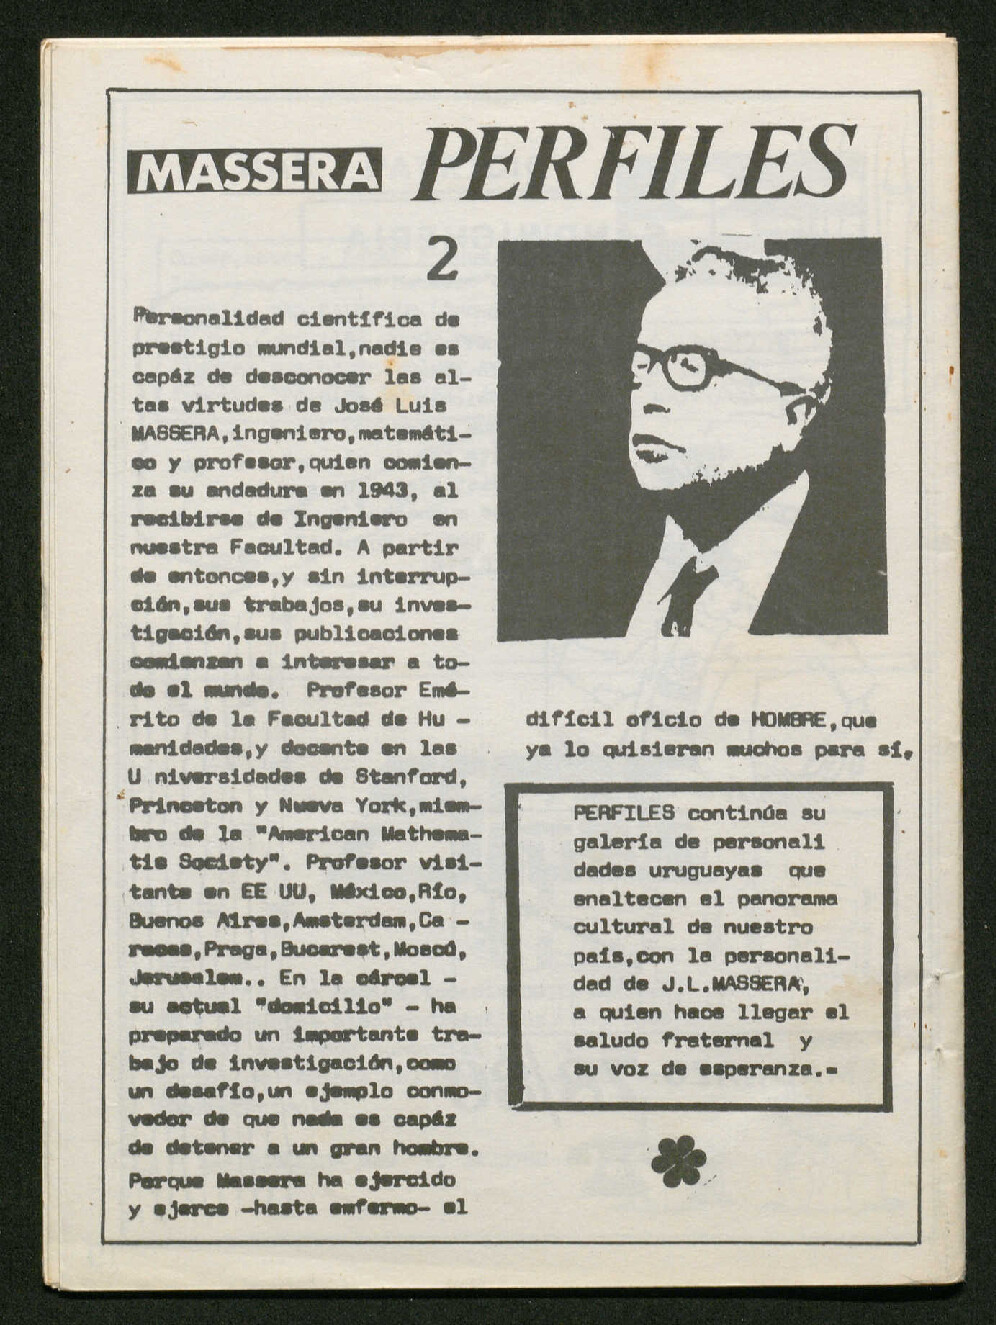 MASSERA PERFILES
2
Personalidad científica de
prestigio mundial,nadie es
capáz de desconocer las al-
tas virtudes de José Luis
MASSERA,ingeniero,matemáti-
co y profesor,quien comien-
za su andadura en 1943, al
recibirse de Ingeniero en
nuestra Facultad. A partir
de entonces,y sin interrup-
ción,sus trabajos,su inves-
tigación,sus publicaciones
comienzan a interesar a to-
do el mundo. Profesor Emé-
rito de la Facultad de Hu -
manidades,y docente en las
U niversidades de Stanford,
Princeton y Nueva York,miem-
bro de la "American Mathema-
tis Society". Profesor visi-
tante en EE UU, México,Río,
Buenos Aires,Amsterdam,Ca -
racas,Praga,Bucarest,Moscú,
Jerusalem.. En la cárcel -
su actual "domicilio" - ha
preparado un importante tra-
bajo de investigación,como
un desafío,un ejemplo conmo-
vedor de que nada es capáz
de detener a un gran hombre.
Porque Massera ha ejercido
y ejerce -hasta emfermo- el
difícil oficio de HOMBRE,que
ya lo quisieran muchos para sí.
PERFILES continúa su
galería de personali
dades uruguayas que
enaltecen el panorama
cultural de nuestro
país,con la personali-
dad de J.L.MASSERA,
a quien hace llegar el
saludo fraternal y
su voz de esperanza.-